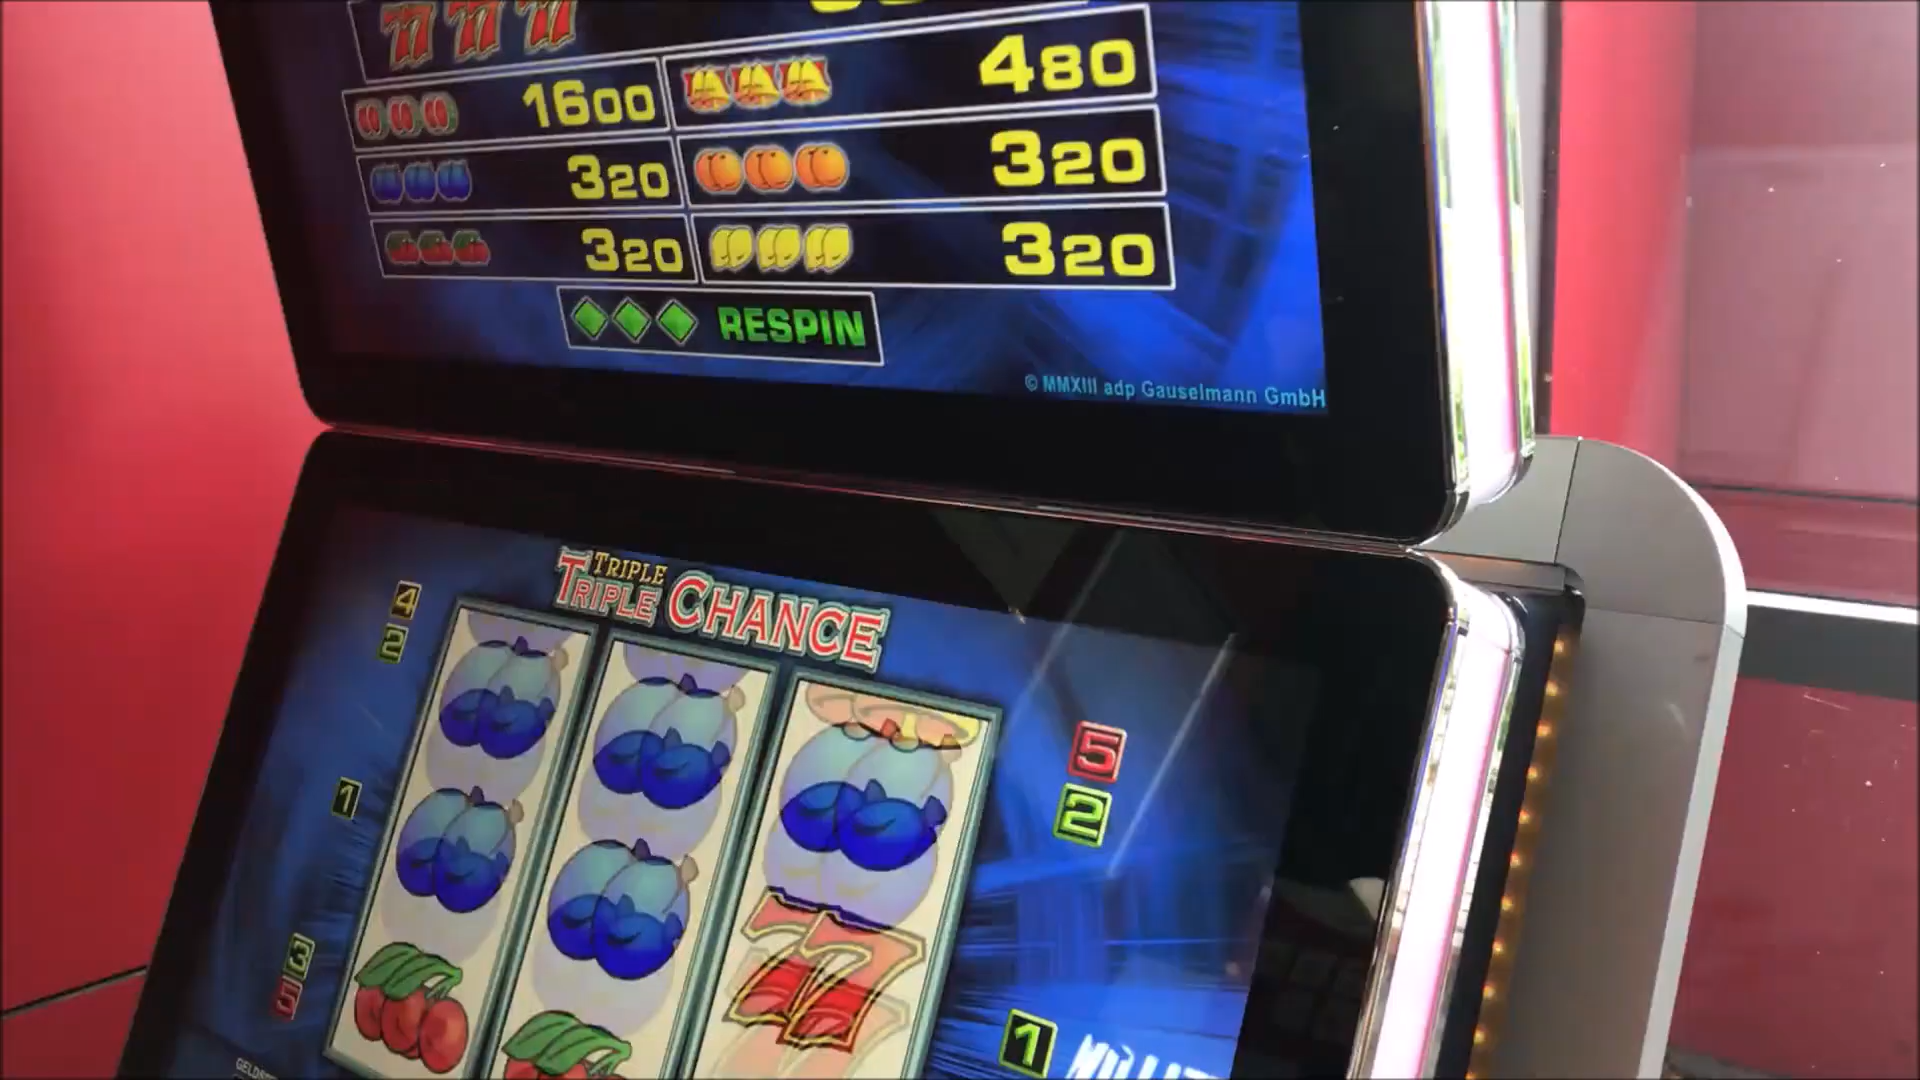 1600 480
320 320
320 320
RESPIN
© MMXIII adp Gauselmann GmbH
TRIPLE
TRIPLE CHANCE
4
2
5
2
1
3
5
1